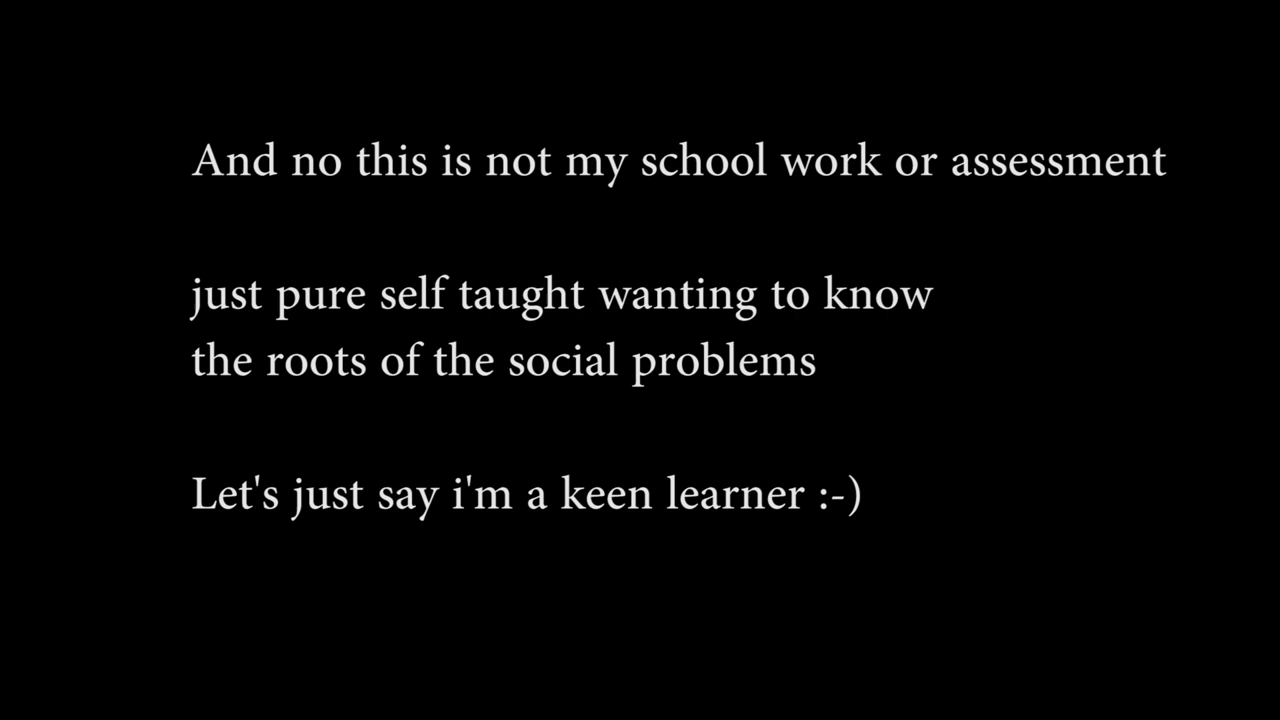 And no this is not my school work or assessment
just pure self taught wanting to know
the roots of the social problems
Let's just say i'm a keen learner :-)